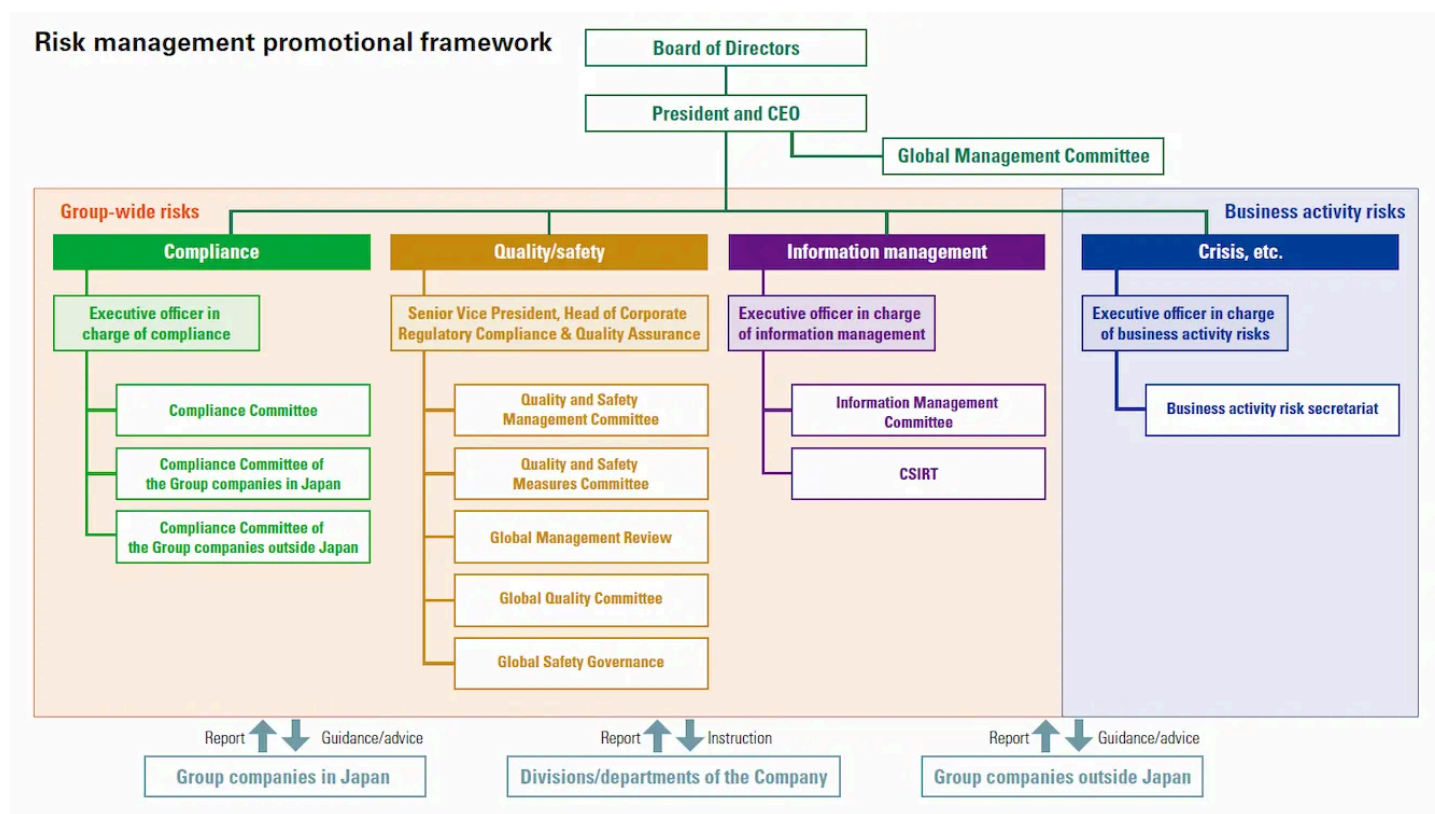 Risk management promotional framework
Board of Directors
President and CEO
Global Management Committee
Group-wide risks
Business activity risks
Compliance
Executive officer in
charge of compliance
Compliance Committee
Compliance Committee of
the Group companies in Japan
Compliance Committee of
the Group companies outside Japan
Quality/safety
Senior Vice President, Head of Corporate
Regulatory Compliance & Quality Assurance
Quality and Safety
Management Committee
Quality and Safety
Measures Committee
Global Management Review
Global Quality Committee
Global Safety Governance
Information management
Executive officer in charge
of information management
Information Management
Committee
CSIRT
Crisis, etc.
Executive officer in charge
of business activity risks
Business activity risk secretariat
Report
Guidance/advice
Group companies in Japan
Report
Instruction
Divisions/departments of the Company
Report
Guidance/advice
Group companies outside Japan